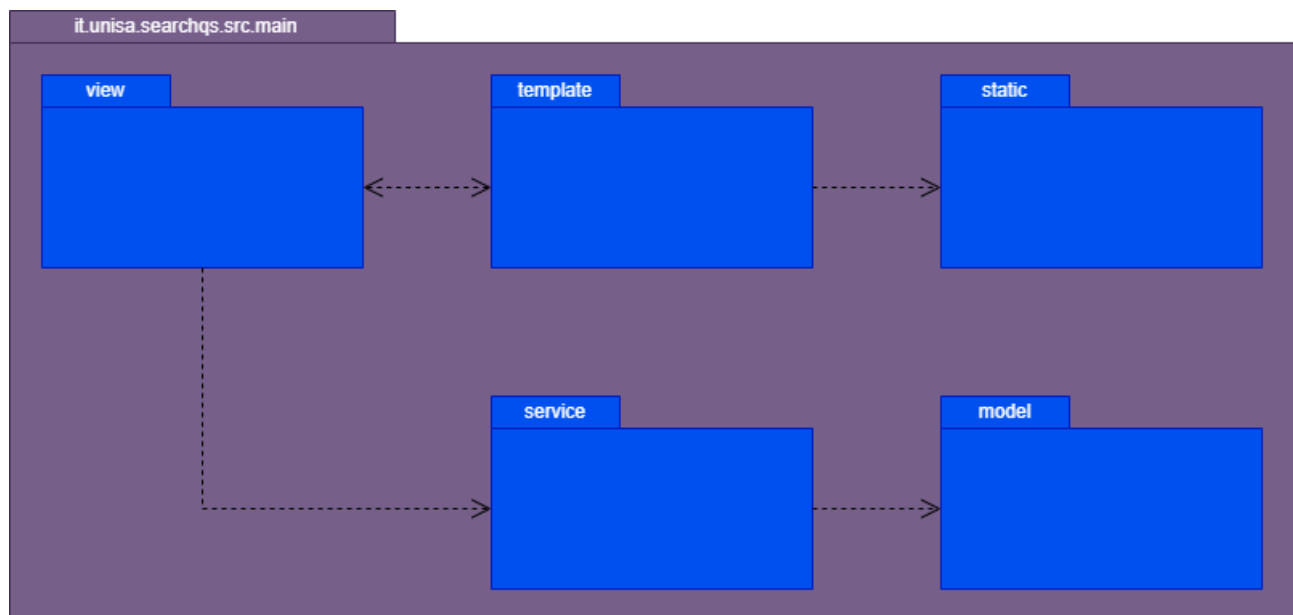 it.unisa.searchqs.src.main
view
template
static
service
model